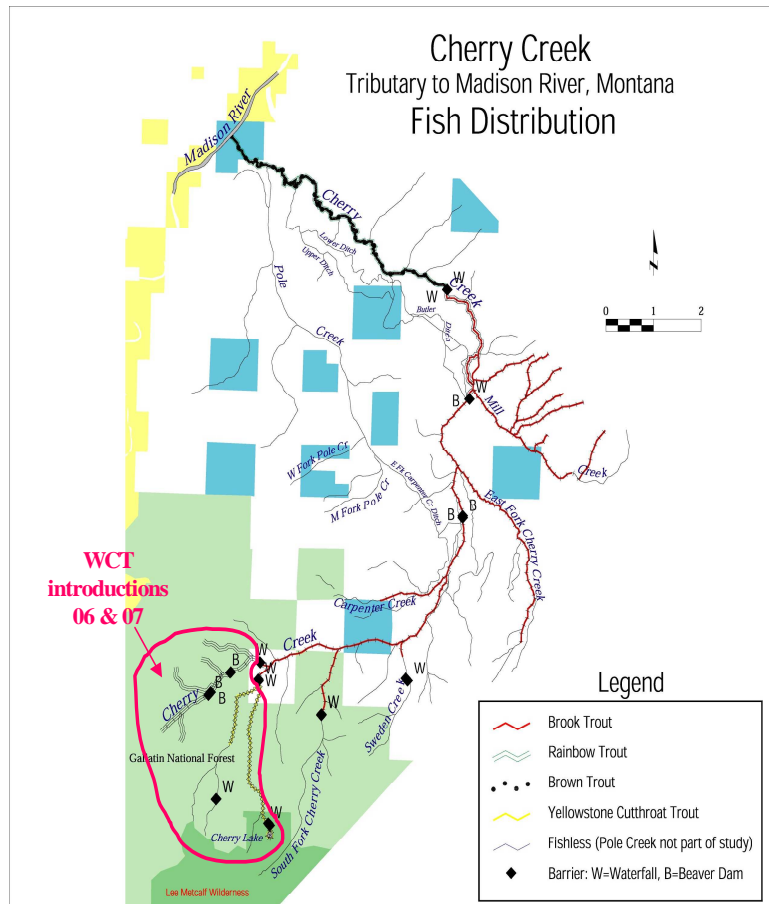 Cherry Creek
Tributary to Madison River, Montana
Fish Distribution
Madison River
Cherry
Lower Ditch
Upper Ditch
Pole
W
Creek
W
0 1 2
Butler
Ditch
Creek
W
B
Mill
W Fork Pole Cr
E Fk Carpenter C- Ditch
Creek
M Fork Pole Cr
B
B
East Fork Cherry Creek
WCT
introductions
06 & 07
Carpenter Creek
Creek
W
W
W
B
B
B
Cherry
W
W
Sweden Creek
Gallatin National Forest
South Fork Cherry Creek
W
W
Cherry Lake
Lee Metcalf Wilderness
Legend
Brook Trout
Rainbow Trout
Brown Trout
Yellowstone Cutthroat Trout
Fishless (Pole Creek not part of study)
Barrier: W=Waterfall, B=Beaver Dam